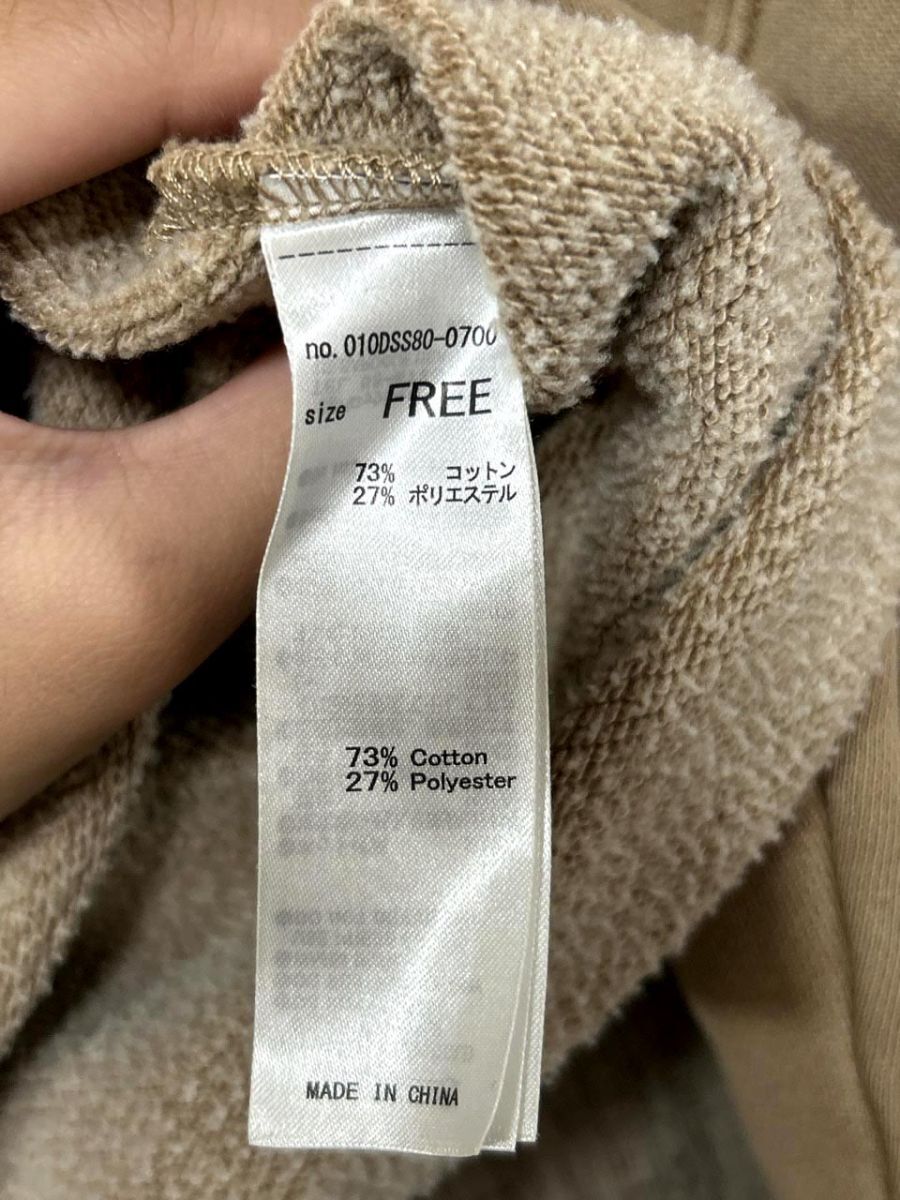 no. 010DSS80-0700
size FREE
73% コットン
27% ポリエステル
73% Cotton
27% Polyester
MADE IN CHINA